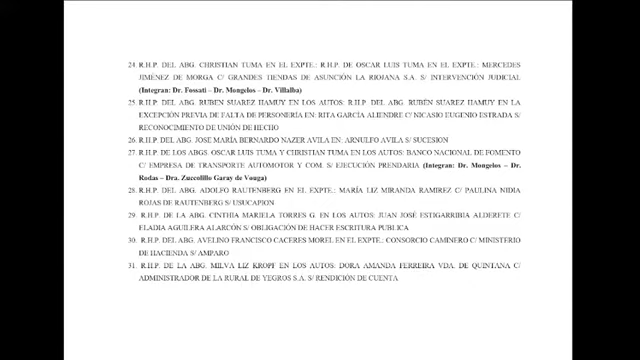 24. R.H.P. DEL ABG. CHRISTIAN TUMA EN EL EXPTE.: R.H.P. DE OSCAR LUIS TUMA EN EL EXPTE.: MERCEDES
JIMÉNEZ DE MORGA C/ GRANDES TIENDAS DE ASUNCIÓN LA RIOJANA S.A. S/ INTERVENCIÓN JUDICIAL
(Integran: Dr. Fossati – Dr. Mongelos – Dr. Villalba)
25. R.H.P. DEL ABG. RUBEN SUAREZ HAMUY EN LOS AUTOS: R.H.P. DEL ABG. RUBÉN SUAREZ HAMUY EN LA
EXCEPCIÓN PREVIA DE FALTA DE PERSONERÍA EN: RITA GARCÍA ALIENDRE C/ NICASIO EUGENIO ESTRADA S/
RECONOCIMIENTO DE UNIÓN DE HECHO
26. R.H.P. DEL ABG. JOSÉ MARÍA BERNARDO NAZER AVILA EN: ARNULFO AVILA S/ SUCESION
27. R.H.P. DE LOS ABGS. OSCAR LUIS TUMA Y CHRISTIAN TUMA EN LOS AUTOS: BANCO NACIONAL DE FOMENTO
C/ EMPRESA DE TRANSPORTE AUTOMOTOR Y COM. S/ EJECUCIÓN PRENDARIA (Integran: Dr. Mongelos – Dr.
Rodas – Dra. Zuccolillo Garay de Vouga)
28. R.H.P. DEL ABG. ADOLFO RAUTENBERG EN EL EXPTE.: MARÍA LIZ MIRANDA RAMIREZ C/ PAULINA NIDIA
ROJAS DE RAUTENBERG S/ USUCAPION
29. R.H.P. DE LA ABG. CINTHIA MARIELA TORRES G. EN LOS AUTOS: JUAN JOSÉ ESTIGARRIBIA ALDERETE C/
ELADIA AGUILERA ALARCÓN S/ OBLIGACIÓN DE HACER ESCRITURA PUBLICA
30. R.H.P. DEL ABG. AVELINO FRANCISCO CACERES MOREL EN EL EXPTE.: CONSORCIO CAMINERO C/ MINISTERIO
DE HACIENDA S/ AMPARO
31. R.H.P. DE LA ABG. MILVA LIZ KROPF EN LOS AUTOS: DORA AMANDA FERREIRA VDA. DE QUINTANA C/
ADMINISTRADOR DE LA RURAL DE YEGROS S.A. S/ RENDICIÓN DE CUENTA